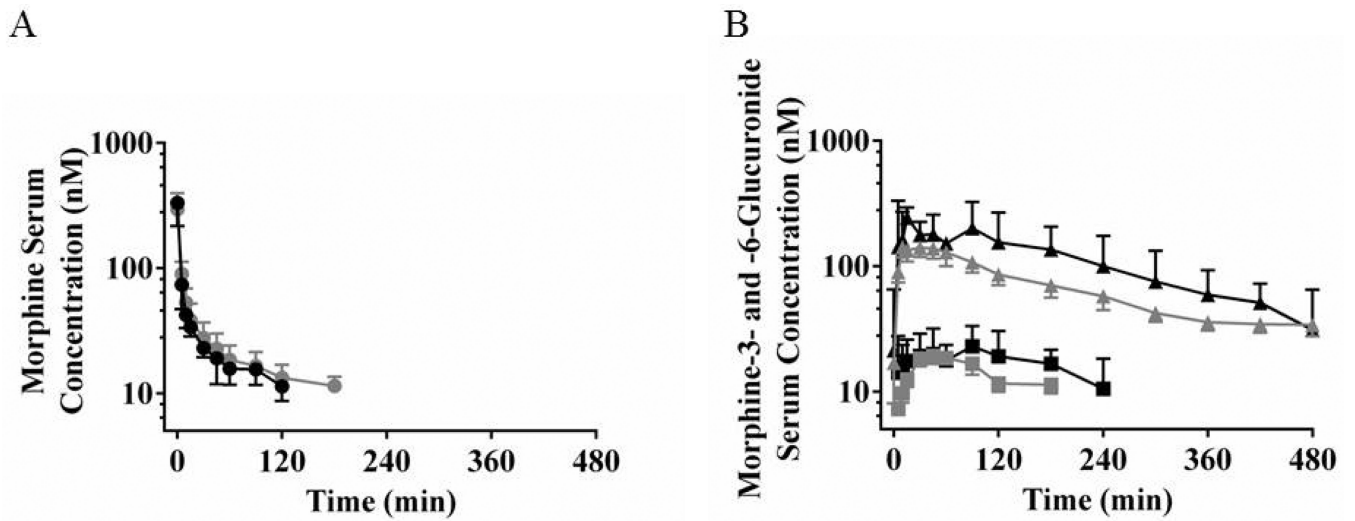 A
Morphine Serum
Concentration (nM)
1000
100
10
0
120
240
360
480
Time (min)
B
Morphine-3- and -6-Glucuronide
Serum Concentration (nM)
1000
100
10
0
120
240
360
480
Time (min)